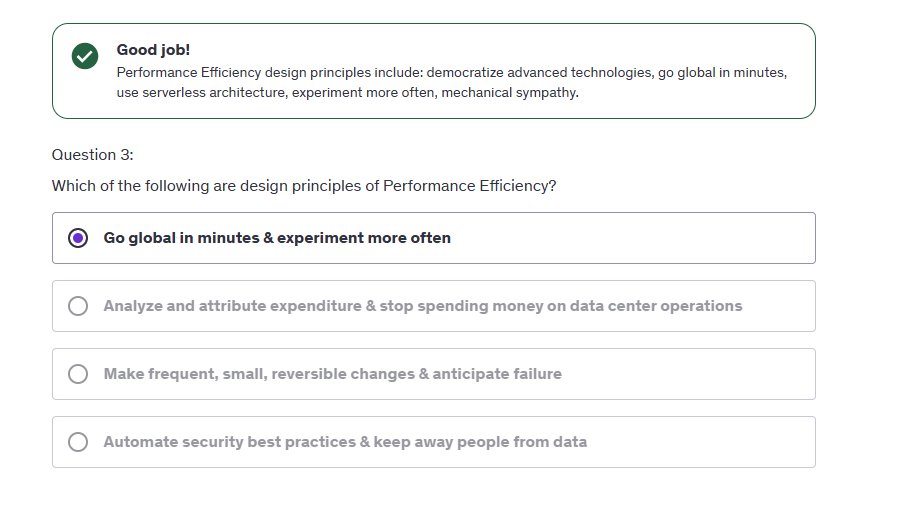 Good job!
Performance Efficiency design principles include: democratize advanced technologies, go global in minutes,
use serverless architecture, experiment more often, mechanical sympathy.
Question 3:
Which of the following are design principles of Performance Efficiency?
Go global in minutes & experiment more often
Analyze and attribute expenditure & stop spending money on data center operations
Make frequent, small, reversible changes & anticipate failure
Automate security best practices & keep away people from data